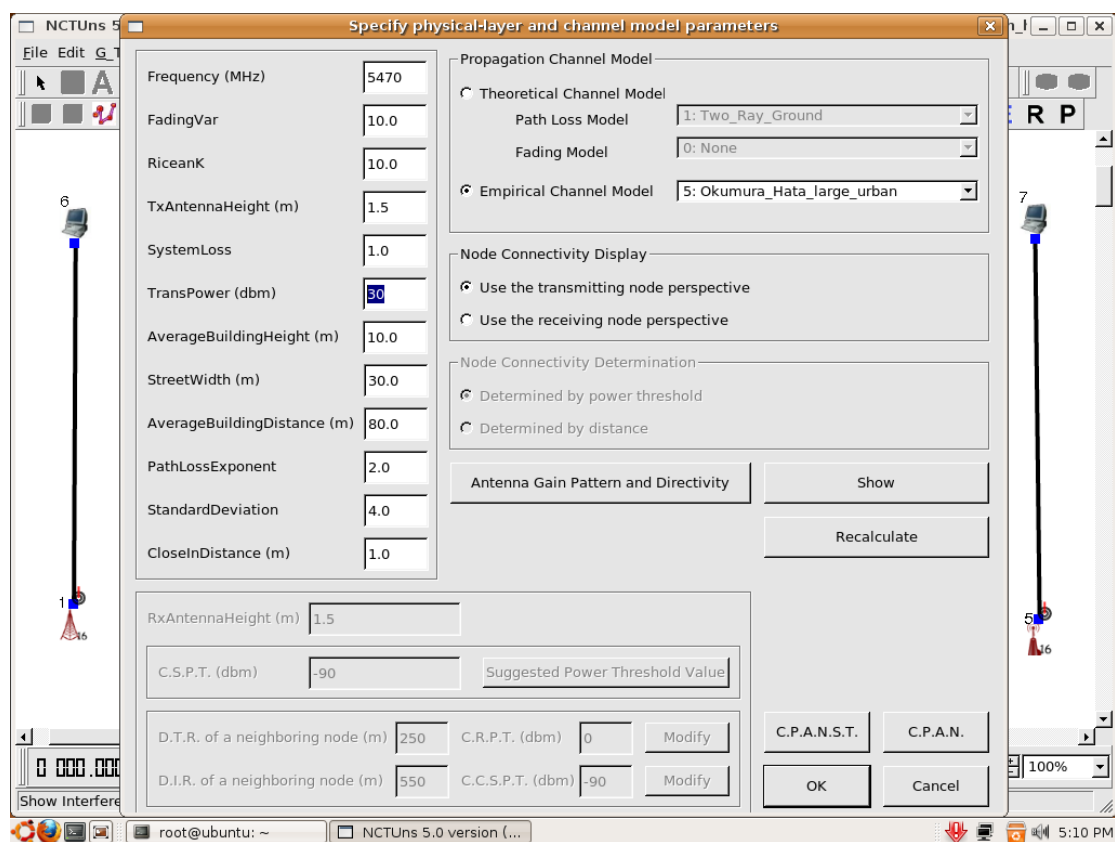 NCTUns 5
Specify physical-layer and channel model parameters
File Edit G_T
A
R P
Frequency (MHz) 5470
FadingVar 10.0
RiceanK 10.0
TxAntennaHeight (m) 1.5
SystemLoss 1.0
TransPower (dbm) 30
AverageBuildingHeight (m) 10.0
StreetWidth (m) 30.0
AverageBuildingDistance (m) 80.0
PathLossExponent 2.0
StandardDeviation 4.0
CloseInDistance (m) 1.0
Propagation Channel Model
Theoretical Channel Model
Path Loss Model 1: Two_Ray_Ground
Fading Model 0: None
Empirical Channel Model 5: Okumura_Hata_large_urban
Node Connectivity Display
Use the transmitting node perspective
Use the receiving node perspective
Node Connectivity Determination
Determined by power threshold
Determined by distance
Antenna Gain Pattern and Directivity
Show
Recalculate
6
7
1
16
5
16
RxAntennaHeight (m) 1.5
C.S.P.T. (dbm) -90 Suggested Power Threshold Value
D.T.R. of a neighboring node (m) 250 C.R.P.T. (dbm) 0 Modify
D.I.R. of a neighboring node (m) 550 C.C.S.P.T. (dbm) -90 Modify
C.P.A.N.S.T. C.P.A.N.
OK Cancel
0 000.000
100%
Show Interfere
root@ubuntu: ~
NCTUns 5.0 version (...
5:10 PM